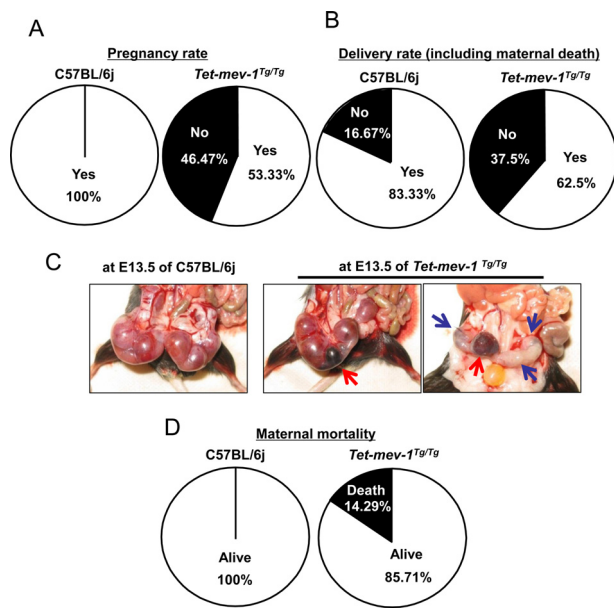 A
Pregnancy rate
C57BL/6j
Tet-mev-1Tg/Tg
Yes
100%
No
46.47%
Yes
53.33%
B
Delivery rate (including maternal death)
C57BL/6j
Tet-mev-1Tg/Tg
No
16.67%
Yes
83.33%
No
37.5%
Yes
62.5%
C
at E13.5 of C57BL/6j
at E13.5 of Tet-mev-1 Tg/Tg
D
Maternal mortality
C57BL/6j
Tet-mev-1Tg/Tg
Alive
100%
Death
14.29%
Alive
85.71%